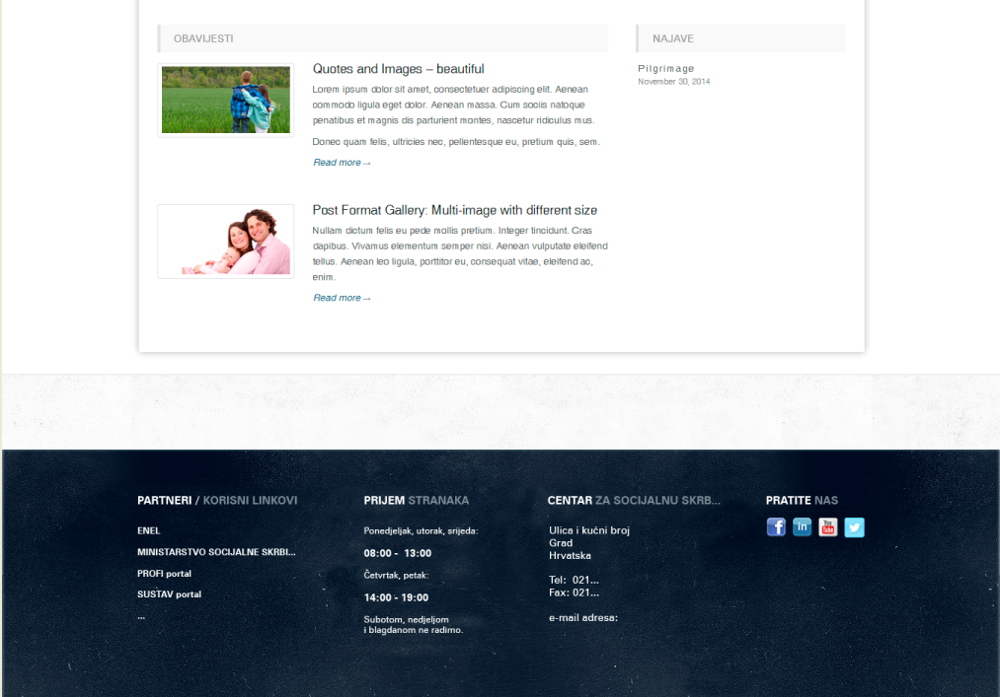 OBAVIJESTI
Quotes and Images – beautiful
Lorem ipsum dolor sit amet, consectetuer adipiscing elit. Aenean
commodo ligula eget dolor. Aenean massa. Cum sociis natoque
penatibus et magnis dis parturient montes, nascetur ridiculus mus.
Donec quam felis, ultricies nec, pellentesque eu, pretium quis, sem.
Read more →
Post Format Gallery: Multi-image with different size
Nullam dictum felis eu pede mollis pretium. Integer tincidunt. Cras
dapibus. Vivamus elementum semper nisi. Aenean vulputate eleifend
tellus. Aenean leo ligula, porttitor eu, consequat vitae, eleifend ac,
enim.
Read more →
NAJAVE
Pilgrimage
November 30, 2014
PARTNERI / KORISNI LINKOVI
ENEL
MINISTARSTVO SOCIJALNE SKRBI...
PROFI portal
SUSTAV portal
...
PRIJEM STRANAKA
Ponedjeljak, utorak, srijeda:
08:00 - 13:00
Četvrtak, petak:
14:00 - 19:00
Subotom, nedjeljom
i blagdanom ne radimo.
CENTAR ZA SOCIJALNU SKRB...
Ulica i kućni broj
Grad
Hrvatska
Tel: 021...
Fax: 021...
e-mail adresa:
PRATITE NAS
f
in
You
Tube